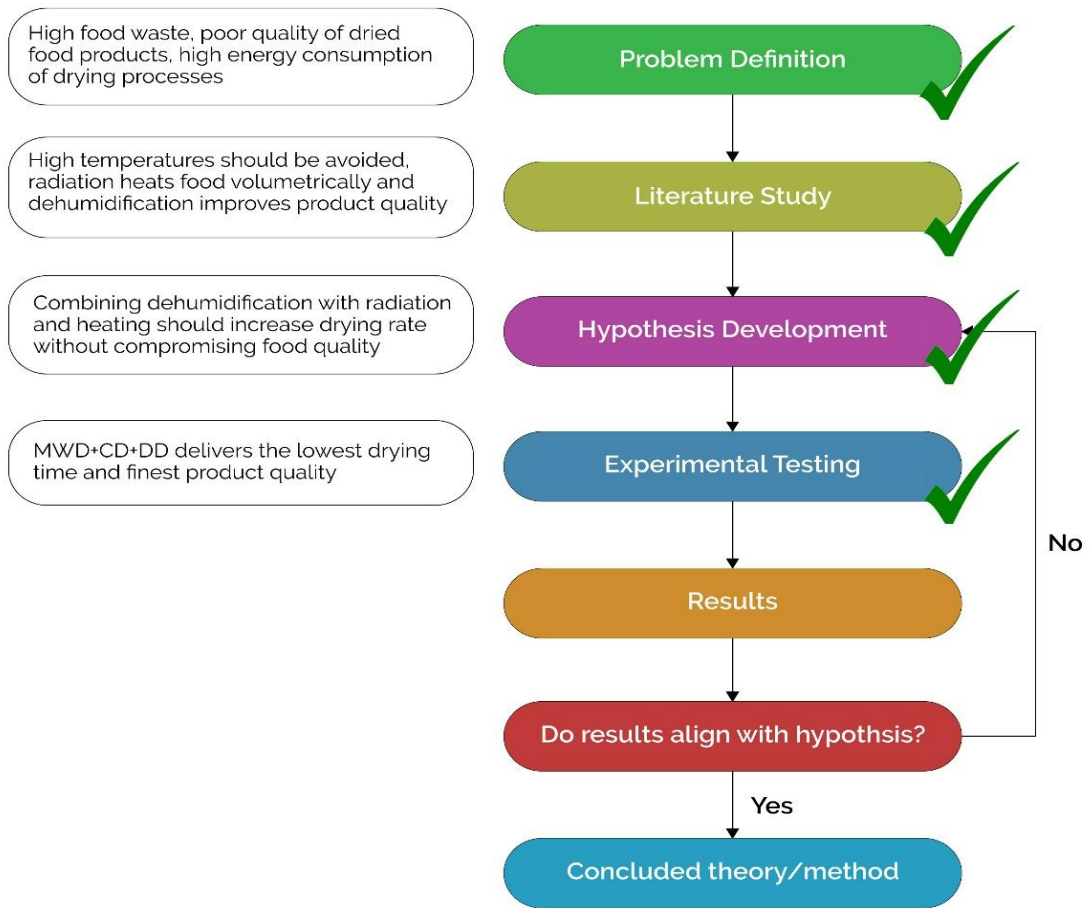 High food waste, poor quality of dried
food products, high energy consumption
of drying processes
Problem Definition
High temperatures should be avoided,
radiation heats food volumetrically and
dehumidification improves product quality
Literature Study
Combining dehumidification with radiation
and heating should increase drying rate
without compromising food quality
Hypothesis Development
MWD+CD+DD delivers the lowest drying
time and finest product quality
Experimental Testing
No
Results
Do results align with hypothsis?
Yes
Concluded theory/method